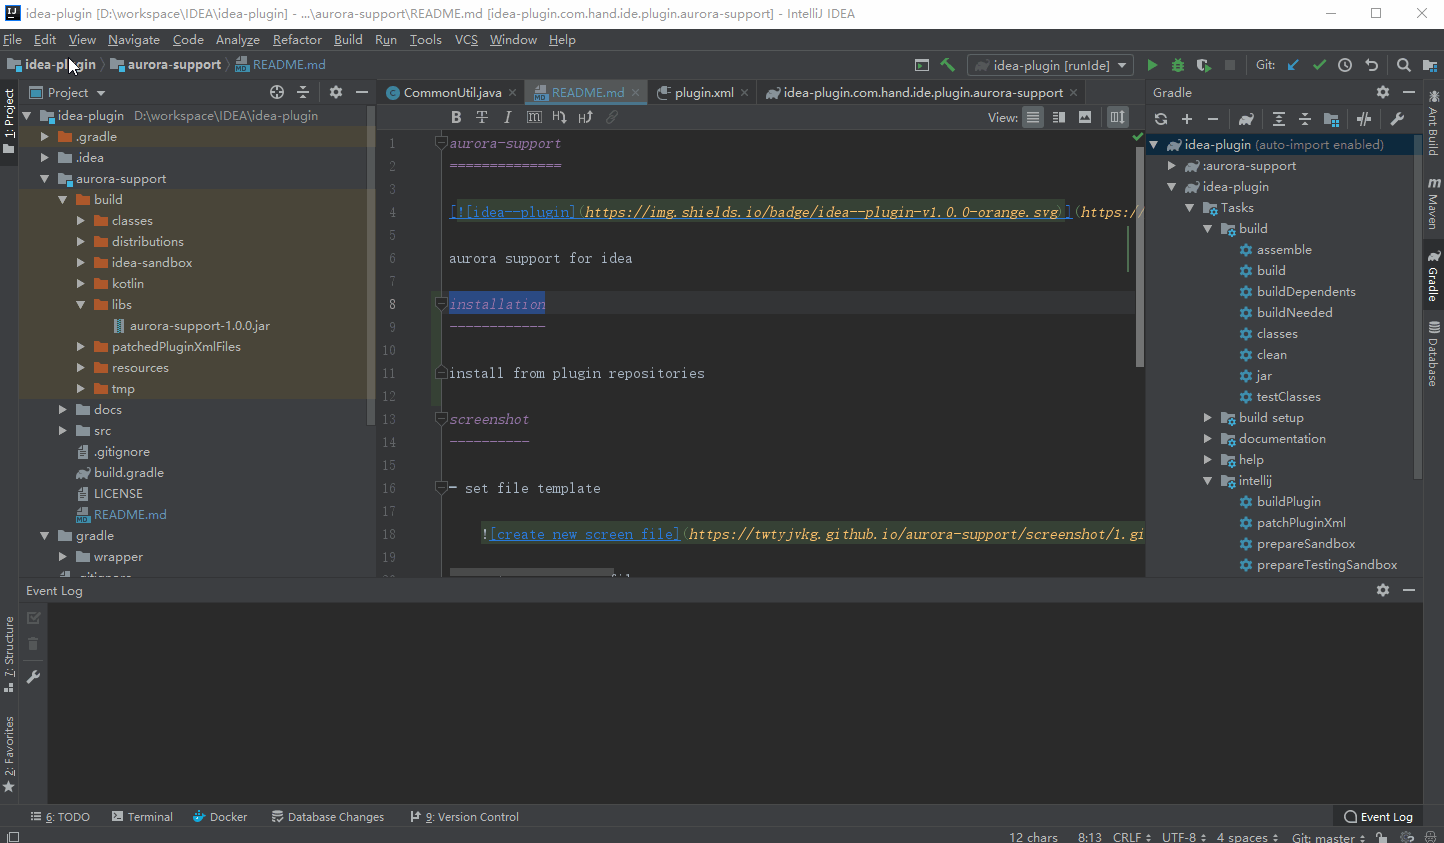 idea-plugin [D:\workspace\IDEA\idea-plugin] - ...\aurora-support\README.md [idea-plugin.com.hand.ide.plugin.aurora-support] - IntelliJ IDEA
File Edit View Navigate Code Analyze Refactor Build Run Tools VCS Window Help
idea-plugin aurora-support README.md
idea-plugin [runIde] Git:
1: Project
Project
idea-plugin D:\workspace\IDEA\idea-plugin
.gradle
.idea
aurora-support
build
classes
distributions
idea-sandbox
kotlin
libs
aurora-support-1.0.0.jar
patchedPluginXmlFiles
resources
tmp
docs
src
.gitignore
build.gradle
LICENSE
README.md
gradle
wrapper
.gitignore
CommonUtil.java README.md plugin.xml idea-plugin.com.hand.ide.plugin.aurora-support
View:
1 aurora-support
2 ==============
3
4 [![idea--plugin](https://img.shields.io/badge/idea--plugin-v1.0.0-orange.svg)](https://
5
6 aurora support for idea
7
8 installation
9 ------------
10
11 install from plugin repositories
12
13 screenshot
14 ----------
15
16 - set file template
17
18 ![create new screen file](https://twtyjvkg.github.io/aurora-support/screenshot/1.gi
19
Gradle
idea-plugin (auto-import enabled)
:aurora-support
idea-plugin
Tasks
build
assemble
build
buildDependents
buildNeeded
classes
clean
jar
testClasses
build setup
documentation
help
intellij
buildPlugin
patchPluginXml
prepareSandbox
prepareTestingSandbox
Ant Build
Maven
Gradle
Database
Event Log
7: Structure
2: Favorites
6: TODO Terminal Docker Database Changes 9: Version Control Event Log
12 chars 8:13 CRLF UTF-8 4 spaces Git: master